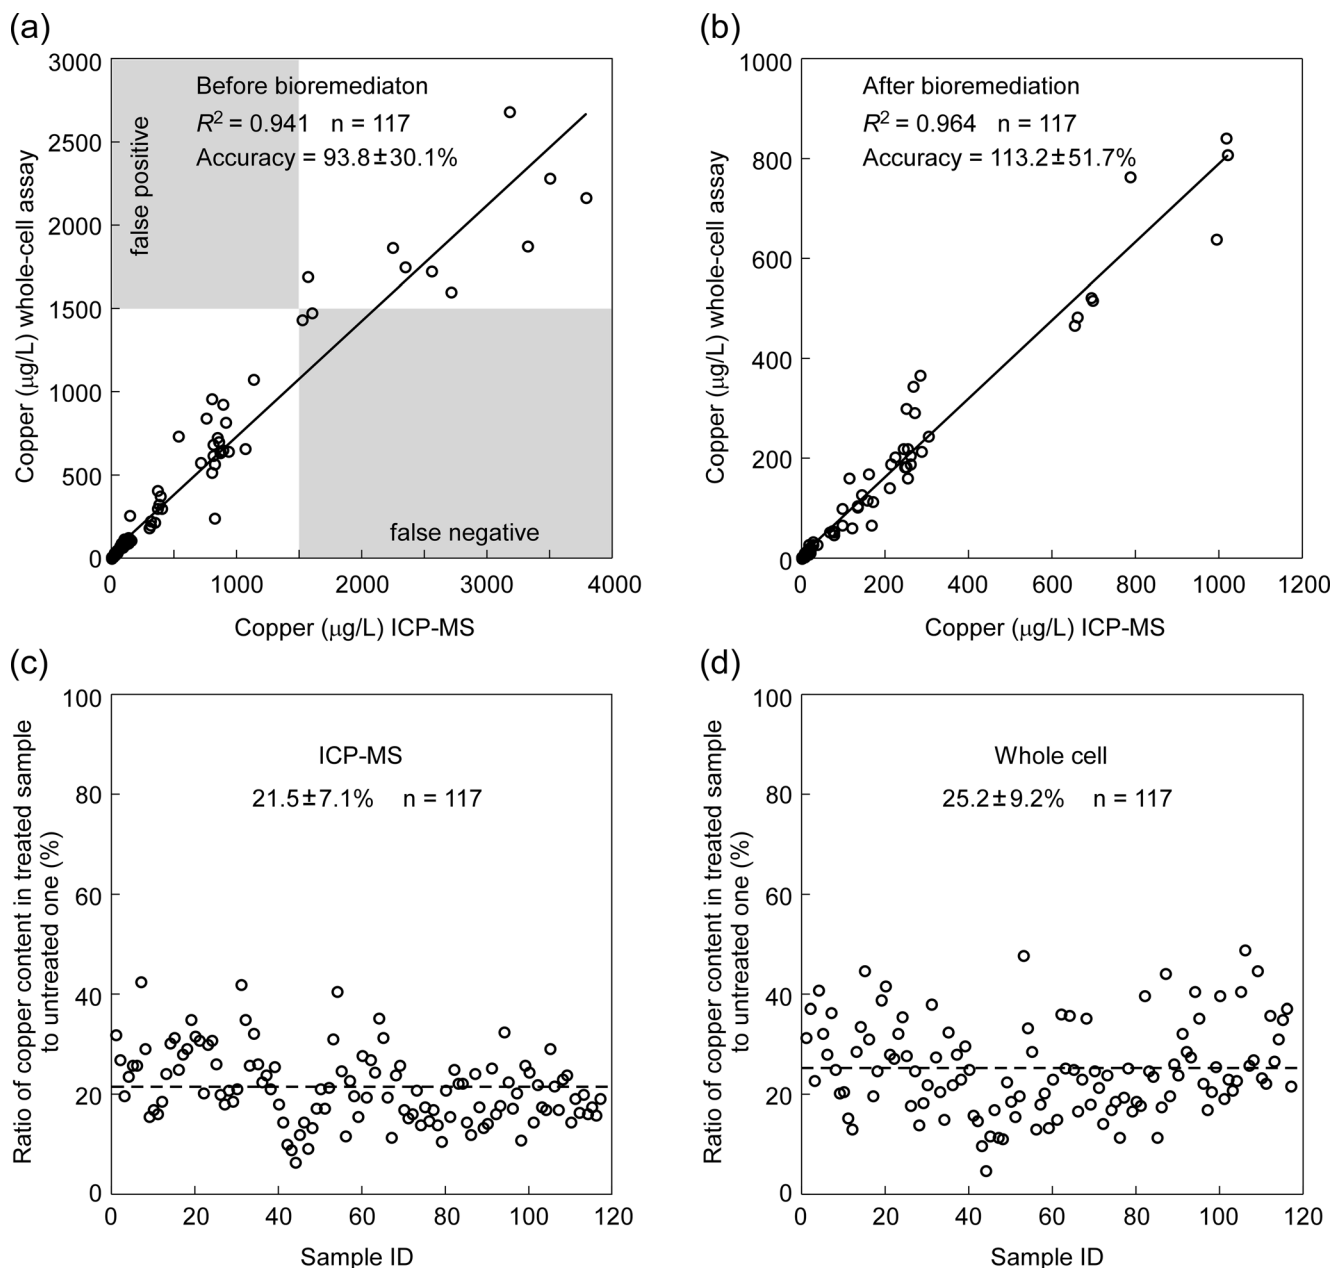 (a)
3000
2500
2000
1500
1000
500
0
Copper (μg/L) whole-cell assay
false positive
Before bioremediaton
R² = 0.941 n = 117
Accuracy = 93.8±30.1%
false negative
0 1000 2000 3000 4000
Copper (μg/L) ICP-MS
(b)
1000
800
600
400
200
0
Copper (μg/L) whole-cell assay
After bioremediation
R² = 0.964 n = 117
Accuracy = 113.2±51.7%
0 200 400 600 800 1000 1200
Copper (μg/L) ICP-MS
(c)
100
80
60
40
20
0
Ratio of copper content in treated sample
to untreated one (%)
ICP-MS
21.5±7.1% n = 117
0 20 40 60 80 100 120
Sample ID
(d)
100
80
60
40
20
0
Ratio of copper content in treated sample
to untreated one (%)
Whole cell
25.2±9.2% n = 117
0 20 40 60 80 100 120
Sample ID